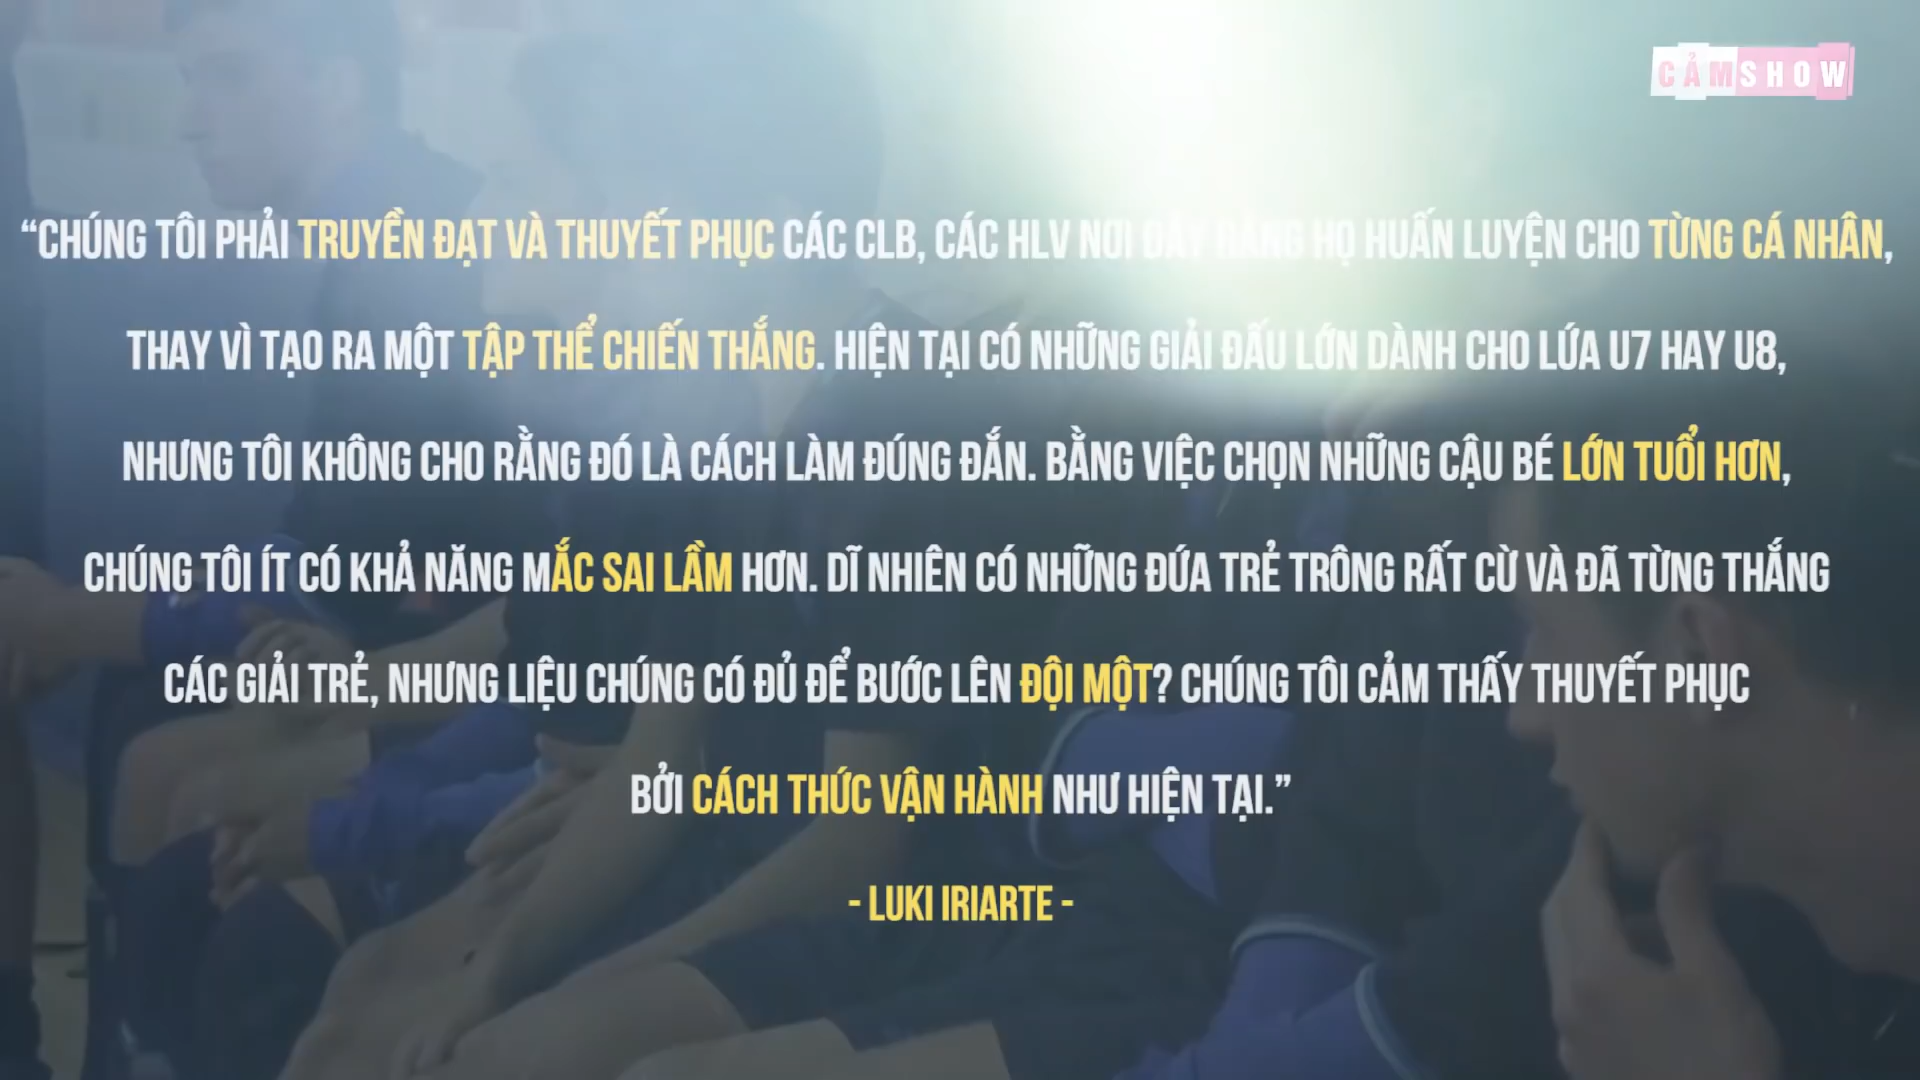 CẢMSHOW
“CHÚNG TÔI PHẢI TRUYỀN ĐẠT VÀ THUYẾT PHỤC CÁC CLB, CÁC HLV NƠI ĐÂY RẰNG HỌ HUẤN LUYỆN CHO TỪNG CÁ NHÂN,
THAY VÌ TẠO RA MỘT TẬP THỂ CHIẾN THẮNG. HIỆN TẠI CÓ NHỮNG GIẢI ĐẤU LỚN DÀNH CHO LỨA U7 HAY U8,
NHƯNG TÔI KHÔNG CHO RẰNG ĐÓ LÀ CÁCH LÀM ĐÚNG ĐẮN. BẰNG VIỆC CHỌN NHỮNG CẬU BÉ LỚN TUỔI HƠN,
CHÚNG TÔI ÍT CÓ KHẢ NĂNG MẮC SAI LẦM HƠN. DĨ NHIÊN CÓ NHỮNG ĐỨA TRẺ TRÔNG RẤT CỪ VÀ ĐÃ TỪNG THẮNG
CÁC GIẢI TRẺ, NHƯNG LIỆU CHÚNG CÓ ĐỦ ĐỂ BƯỚC LÊN ĐỘI MỘT? CHÚNG TÔI CẢM THẤY THUYẾT PHỤC
BỞI CÁCH THỨC VẬN HÀNH NHƯ HIỆN TẠI.”
- LUKI IRIARTE -